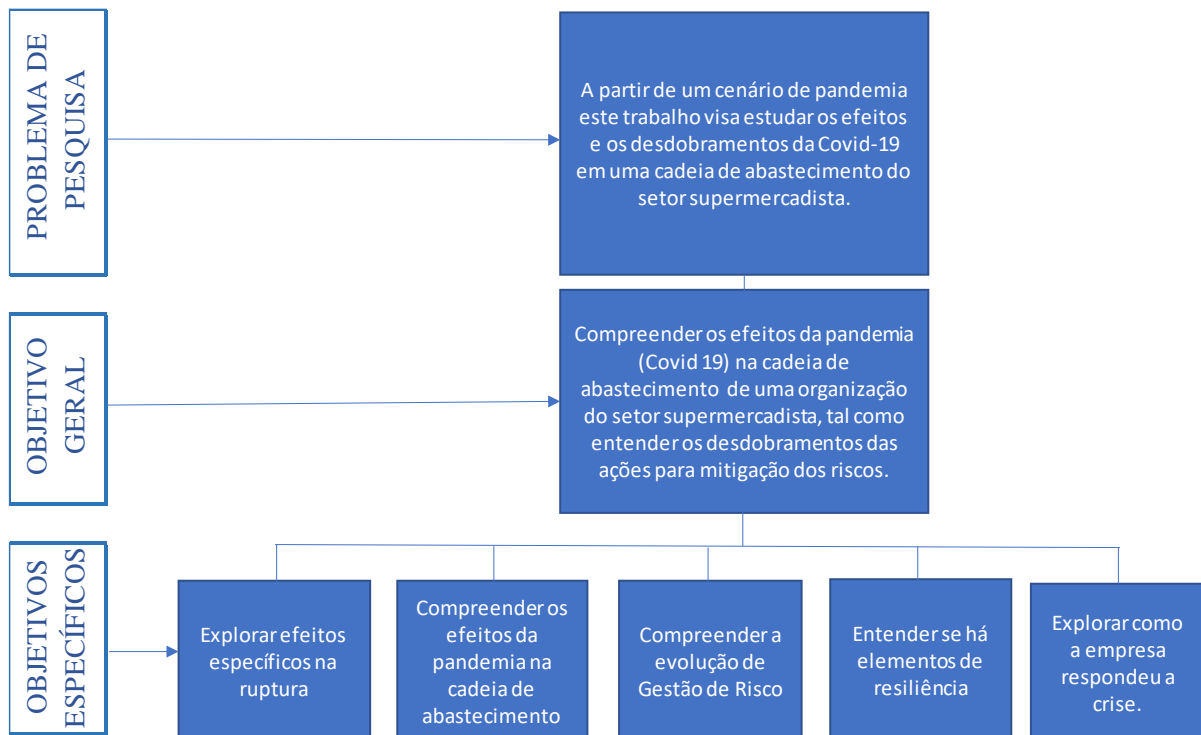 PROBLEMA DE
PESQUISA
A partir de um cenário de pandemia
este trabalho visa estudar os efeitos
e os desdobramentos da Covid-19
em uma cadeia de abastecimento do
setor supermercadista.
OBJETIVO
GERAL
Compreender os efeitos da pandemia
(Covid 19) na cadeia de
abastecimento de uma organização
do setor supermercadista, tal como
entender os desdobramentos das
ações para mitigação dos riscos.
OBJETIVOS
ESPECÍFICOS
Explorar efeitos
específicos na
ruptura
Compreender os
efeitos da
pandemia na
cadeia de
abastecimento
Compreender a
evolução de
Gestão de Risco
Entender se há
elementos de
resiliência
Explorar como
a empresa
respondeu a
crise.